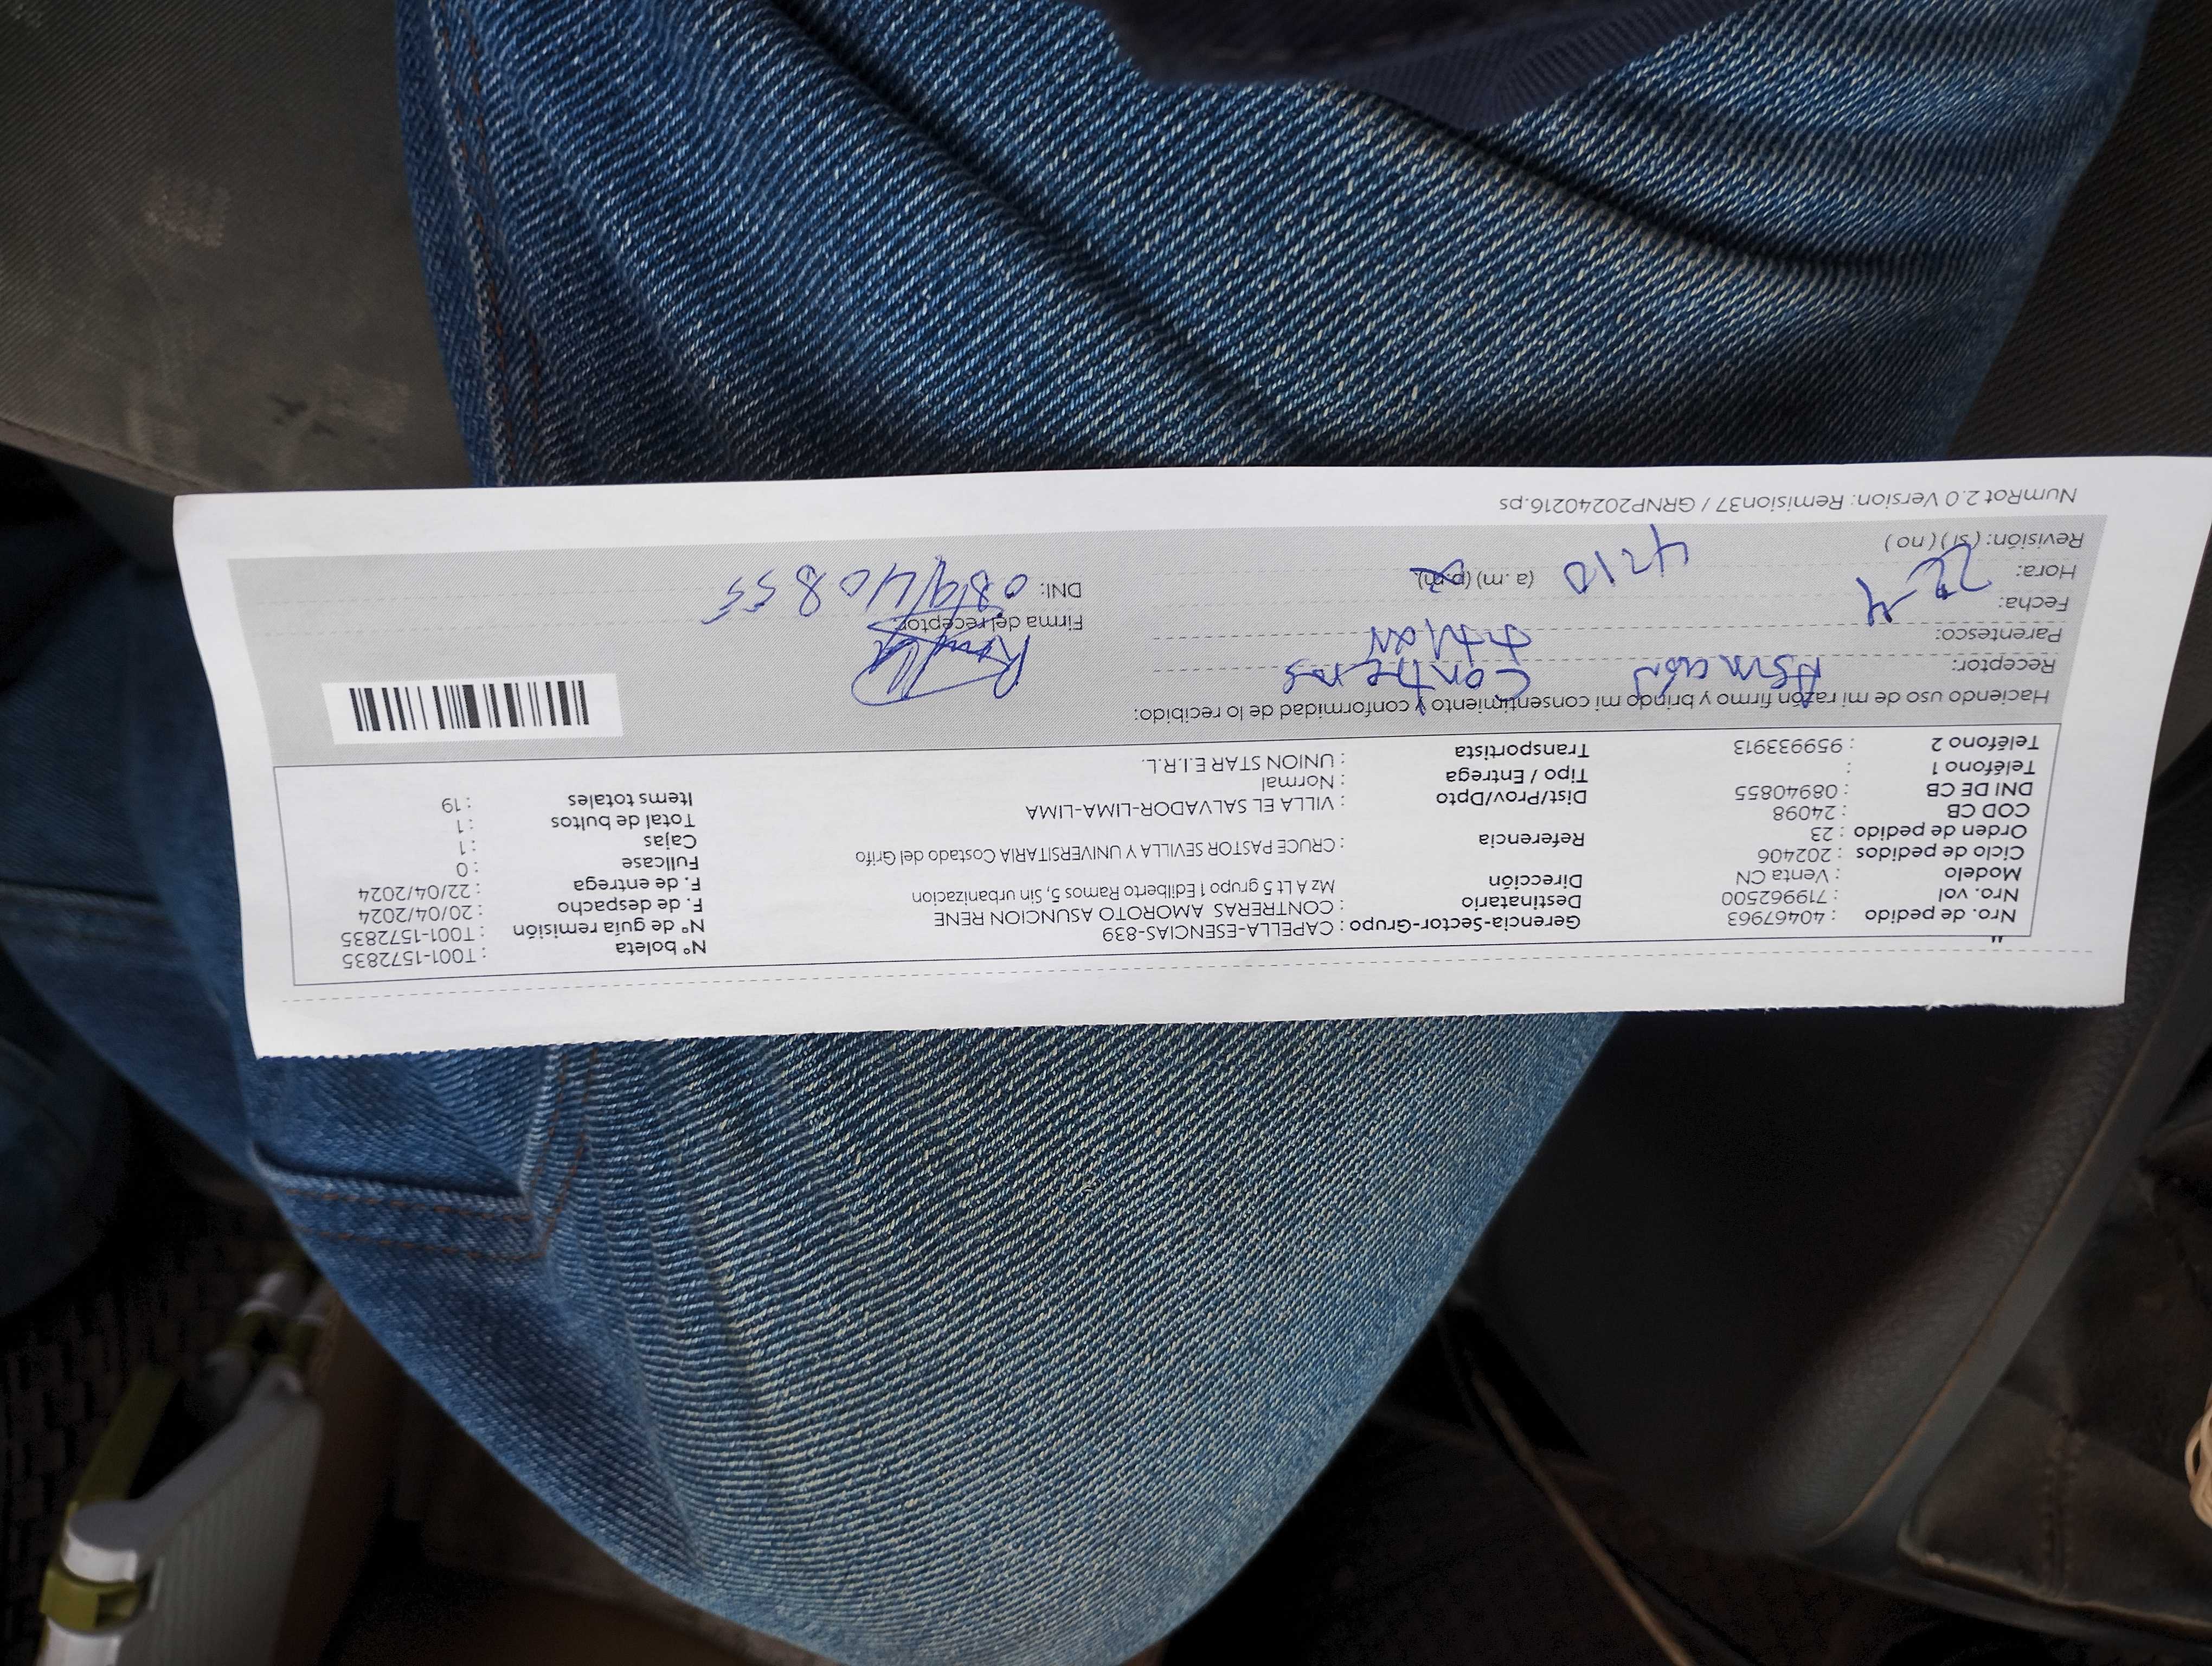 Nro. de pedido : 40467963
Nro. vol : 719962500
Modelo : Venta CN
Ciclo de pedidos : 202406
Orden de pedido : 23
COD CB : 24098
DNI DE CB : 08940855
Teléfono 1 :
Teléfono 2 : 959933913
Gerencia-Sector-Grupo : CAPELLA-ESENCIAS-839
Destinatario : CONTRERAS AMOROTO ASUNCION RENE
Dirección Mz A Lt 5 grupo 1 Edilberto Ramos 5, Sin urbanizacion
Referencia : CRUCE PASTOR SEVILLA Y UNIVERSITARIA Costado del Grifo
Dist/Prov/Dpto : VILLA EL SALVADOR-LIMA-LIMA
Tipo / Entrega : Normal
Transportista : UNION STAR E.I.R.L.
N° boleta : T001-1572835
N° de guía remisión : T001-1572835
F. de despacho : 20/04/2024
F. de entrega : 22/04/2024
Fullcase : 0
Cajas : 1
Total de bultos : 1
Items totales : 19
Haciendo uso de mi razón firmo y brindo mi consentimiento y conformidad de lo recibido:
Receptor: Asunción Contreras
Parentesco: titular
Fecha: 22-4
Hora: (a.m) (p.m)
Revisión: (si) (no)
Firma del receptor:
DNI: 08940855
NumRot 2.0 Version: Remision37 / GRNP20240216.ps